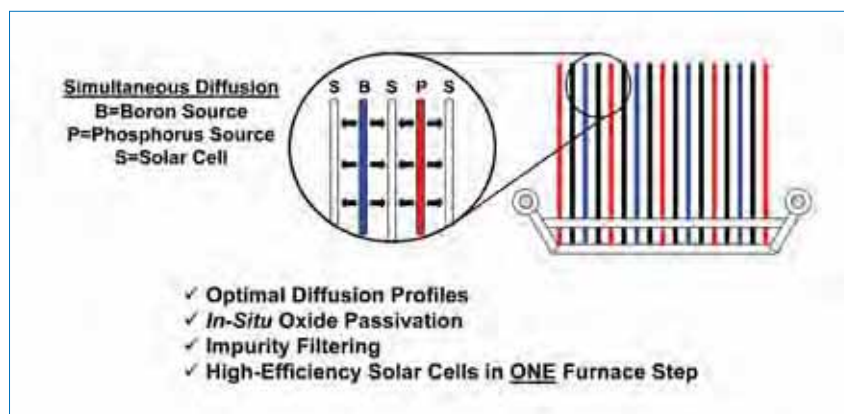 Simultaneous Diffusion
B=Boron Source
P=Phosphorus Source
S=Solar Cell
S B S P S
✓ Optimal Diffusion Profiles
✓ In-Situ Oxide Passivation
✓ Impurity Filtering
✓ High-Efficiency Solar Cells in ONE Furnace Step